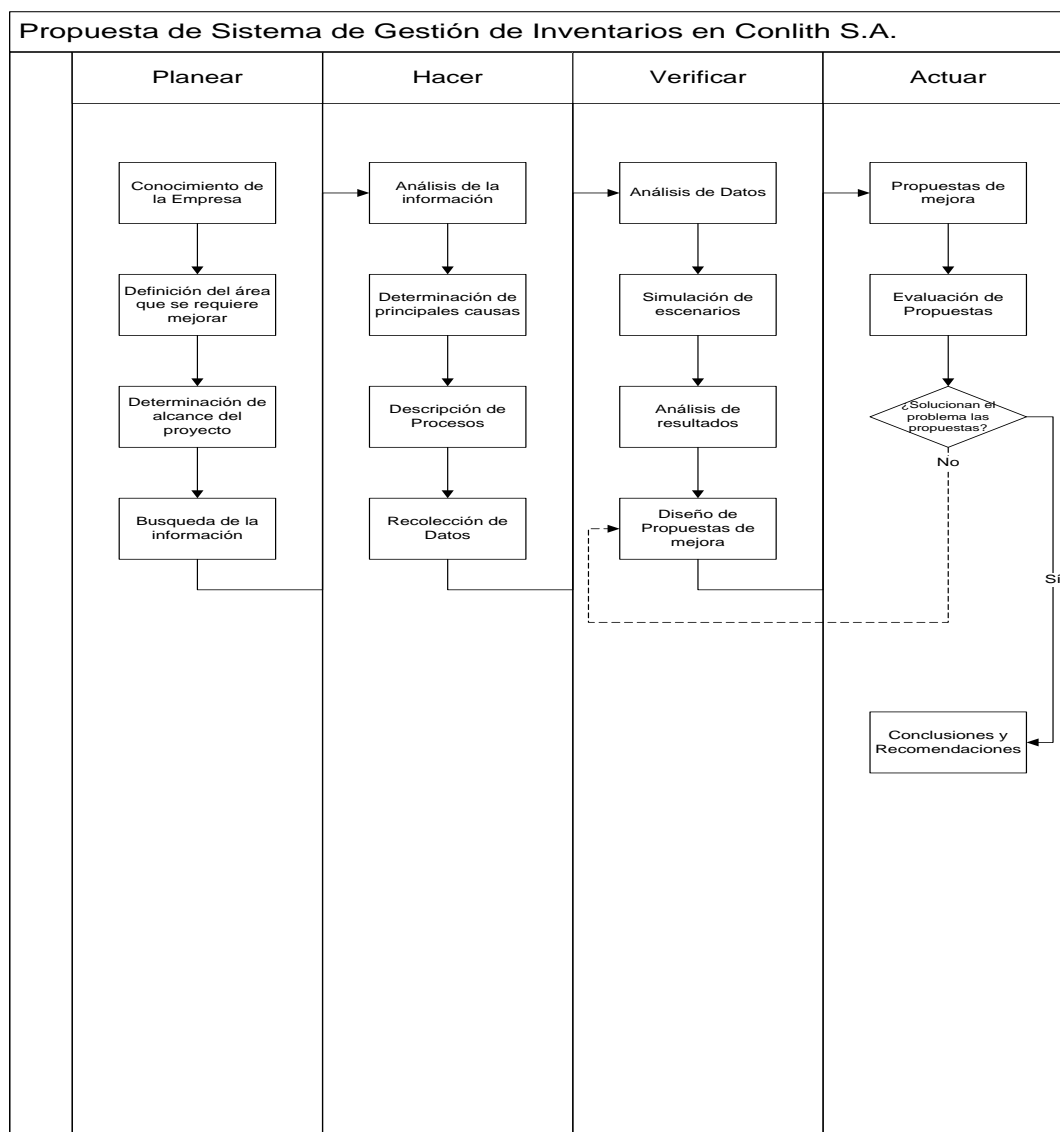 Propuesta de Sistema de Gestión de Inventarios en Conlith S.A.
Planear
Hacer
Verificar
Actuar
Conocimiento de
la Empresa
Definición del área
que se requiere
mejorar
Determinación de
alcance del
proyecto
Busqueda de la
información
Análisis de la
información
Determinación de
principales causas
Descripción de
Procesos
Recolección de
Datos
Análisis de Datos
Simulación de
escenarios
Análisis de
resultados
Diseño de
Propuestas de
mejora
Propuestas de
mejora
Evaluación de
Propuestas
¿Solucionan el
problema las
propuestas?
No
Sí
Conclusiones y
Recomendaciones